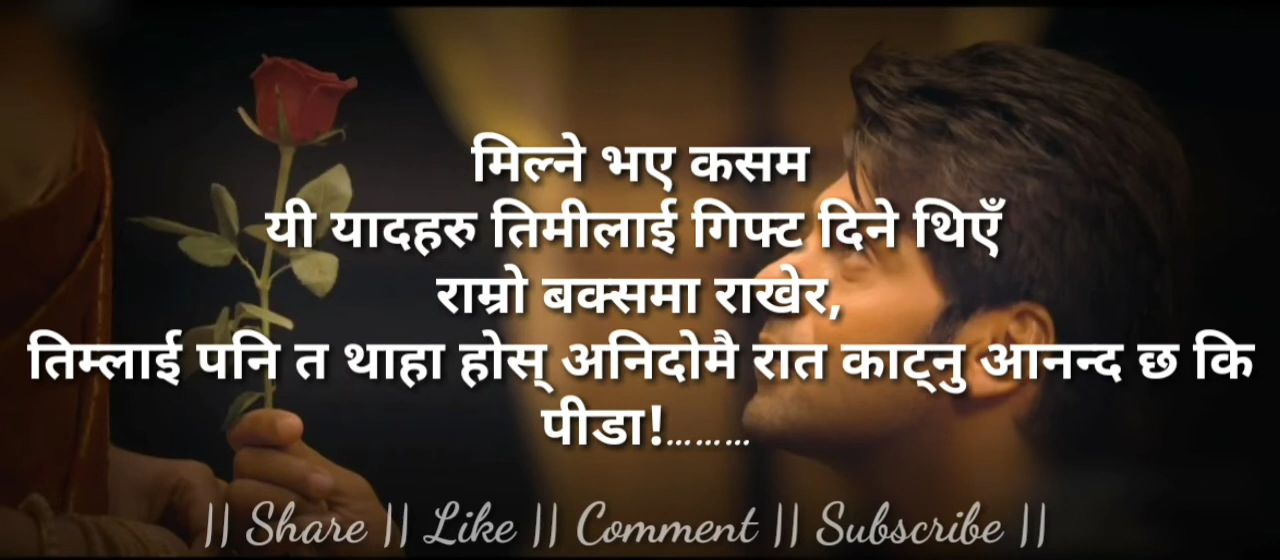 मिल्ने भए कसम
यी यादहरु तिमीलाई गिफ्ट दिने थिएँ
राम्रो बक्समा राखेर,
तिम्लाई पनि त थाहा होस् अनिदोमै रात काट्नु आनन्द छ कि
पीडा!.........
|| Share || Like || Comment || Subscribe ||